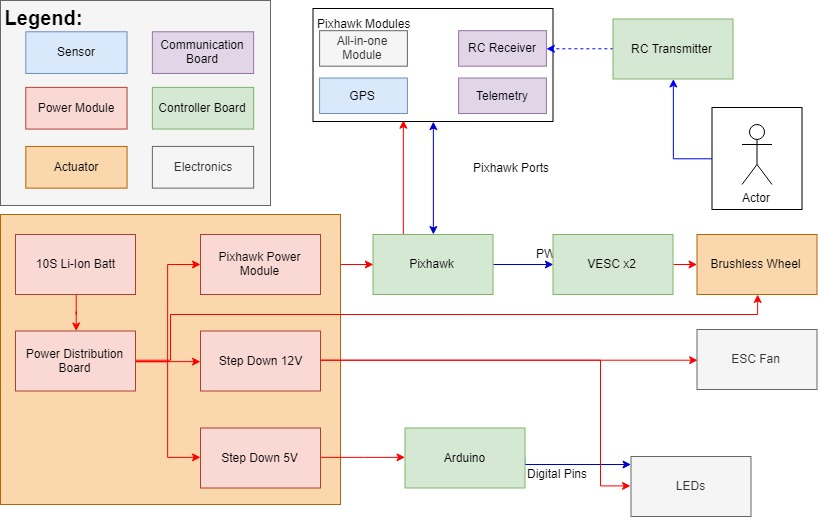 Legend:
Sensor
Communication
Board
Power Module
Controller Board
Actuator
Electronics
Pixhawk Modules
All-in-one
Module
RC Receiver
GPS
Telemetry
RC Transmitter
Actor
Pixhawk Ports
10S Li-Ion Batt
Pixhawk Power
Module
Pixhawk
PW
VESC x2
Brushless Wheel
Power Distribution
Board
Step Down 12V
ESC Fan
Step Down 5V
Arduino
Digital Pins
LEDs